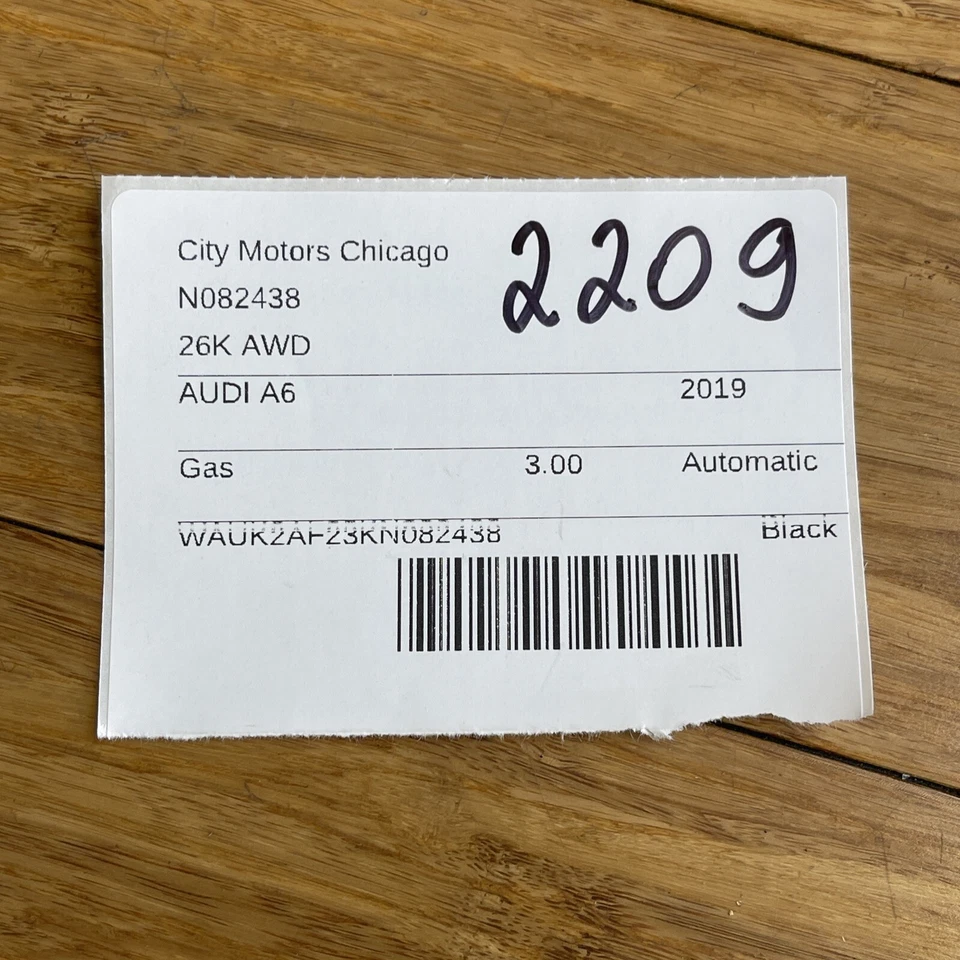 City Motors Chicago
2209
N082438
26K AWD
AUDI A6 2019
Gas 3.00 Automatic
WAUK2AF23KN082438 Black